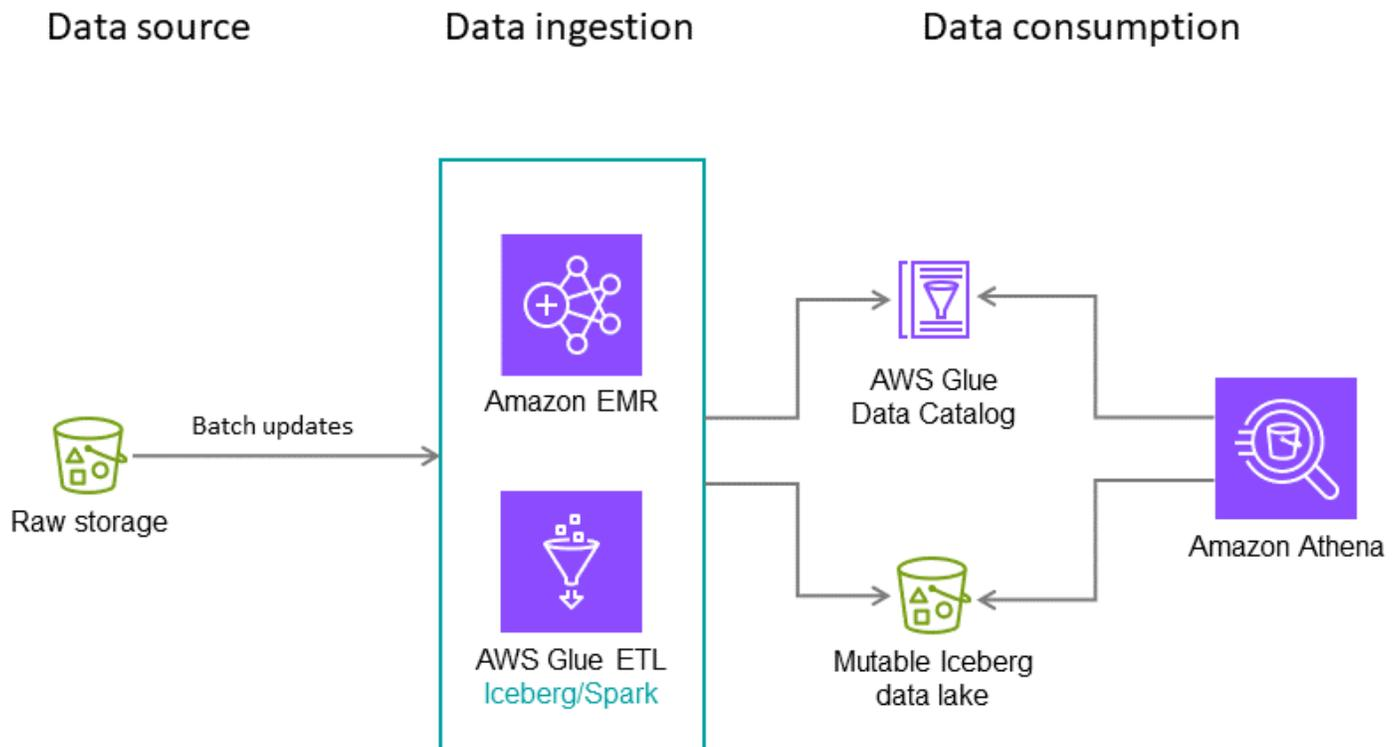 Data source
Data ingestion
Data consumption
Amazon EMR
AWS Glue
Data Catalog
Batch updates
Raw storage
Amazon Athena
AWS Glue ETL
Iceberg/Spark
Mutable Iceberg
data lake